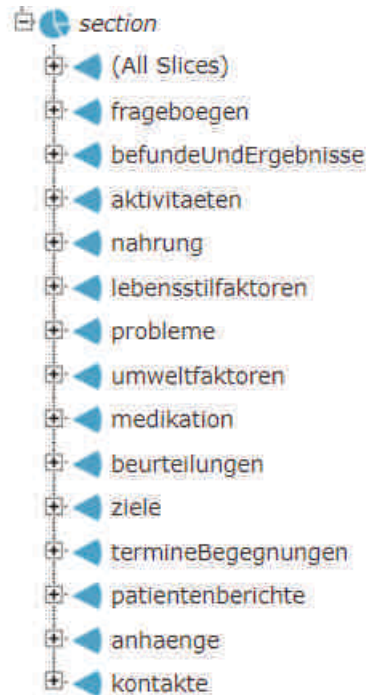 section
(All Slices)
frageboegen
befundeUndErgebnisse
aktivitaeten
nahrung
lebensstilfaktoren
probleme
umweltfaktoren
medikation
beurteilungen
ziele
termineBegegnungen
patientenberichte
anhaenge
kontakte